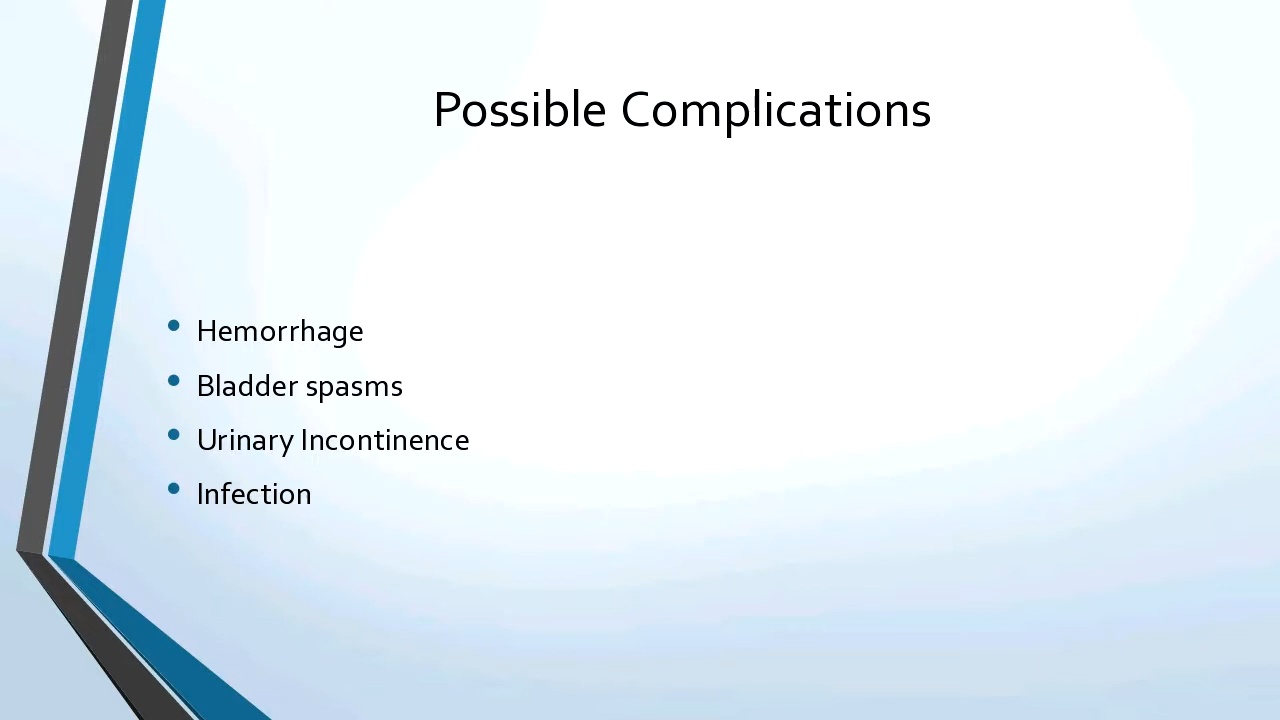 Possible Complications
• Hemorrhage
• Bladder spasms
• Urinary Incontinence
• Infection